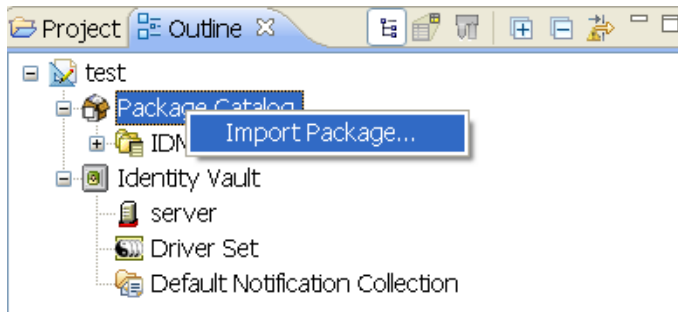 Project Outline
test
Package Catalog
Import Package...
IDM
Identity Vault
server
Driver Set
Default Notification Collection